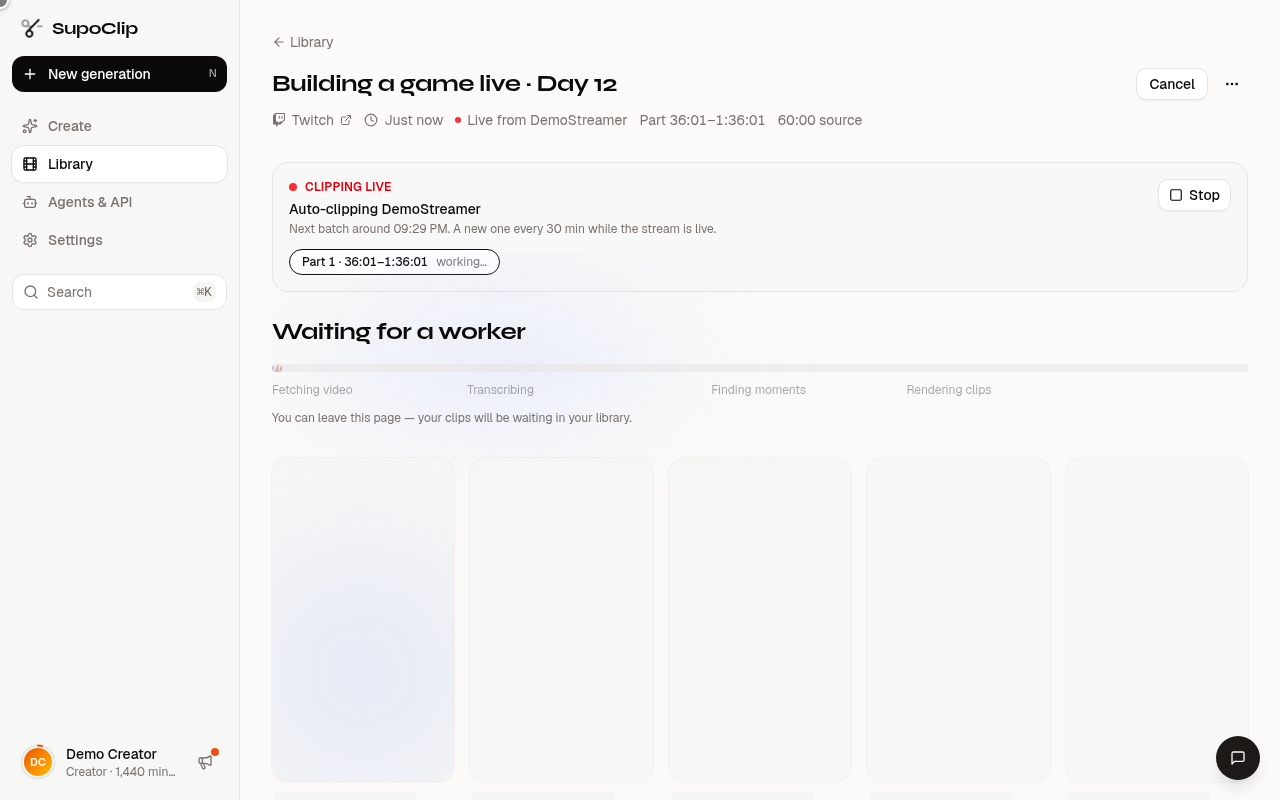 SupoClip
New generation N
Create
Library
Agents & API
Settings
Search ⌘K
DC
Demo Creator
Creator · 1,440 min...
Library
Building a game live · Day 12
Cancel
Twitch Just now Live from DemoStreamer Part 36:01–1:36:01 60:00 source
CLIPPING LIVE
Auto-clipping DemoStreamer
Next batch around 09:29 PM. A new one every 30 min while the stream is live.
Stop
Part 1 · 36:01–1:36:01 working...
Waiting for a worker
Fetching video Transcribing Finding moments Rendering clips
You can leave this page — your clips will be waiting in your library.